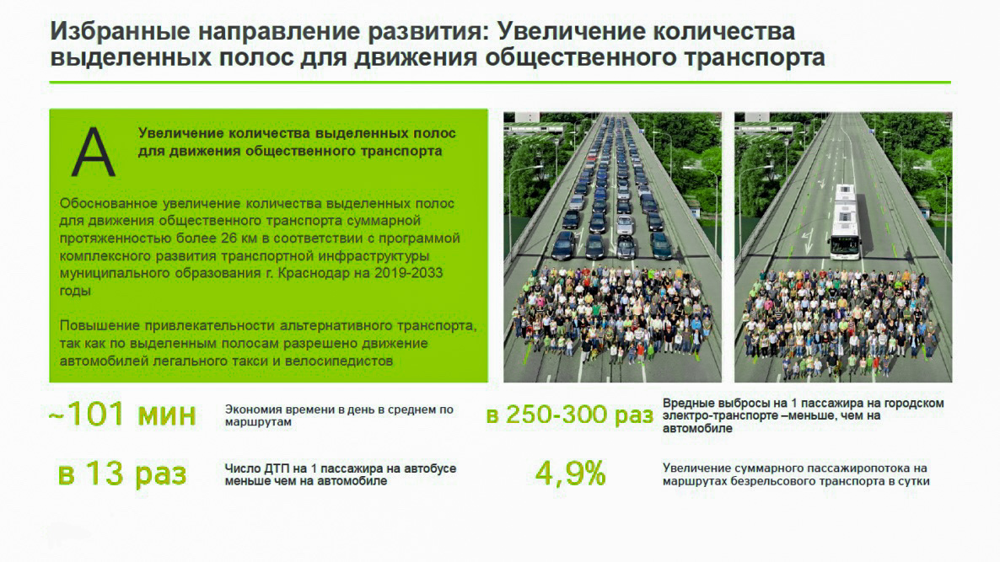 Избранные направление развития: Увеличение количества
выделенных полос для движения общественного транспорта
А
Увеличение количества выделенных полос
для движения общественного транспорта
Обоснованное увеличение количества выделенных полос
для движения общественного транспорта суммарной
протяженностью более 26 км в соответствии с программой
комплексного развития транспортной инфраструктуры
муниципального образования г. Краснодар на 2019-2033
годы
Повышение привлекательности альтернативного транспорта,
так как по выделенным полосам разрешено движение
автомобилей легального такси и велосипедистов
~101 мин
Экономия времени в день в среднем по
маршрутам
в 250-300 раз
Вредные выбросы на 1 пассажира на городском
электро-транспорте –меньше, чем на
автомобиле
в 13 раз
Число ДТП на 1 пассажира на автобусе
меньше чем на автомобиле
4,9%
Увеличение суммарного пассажиропотока на
маршрутах безрельсового транспорта в сутки